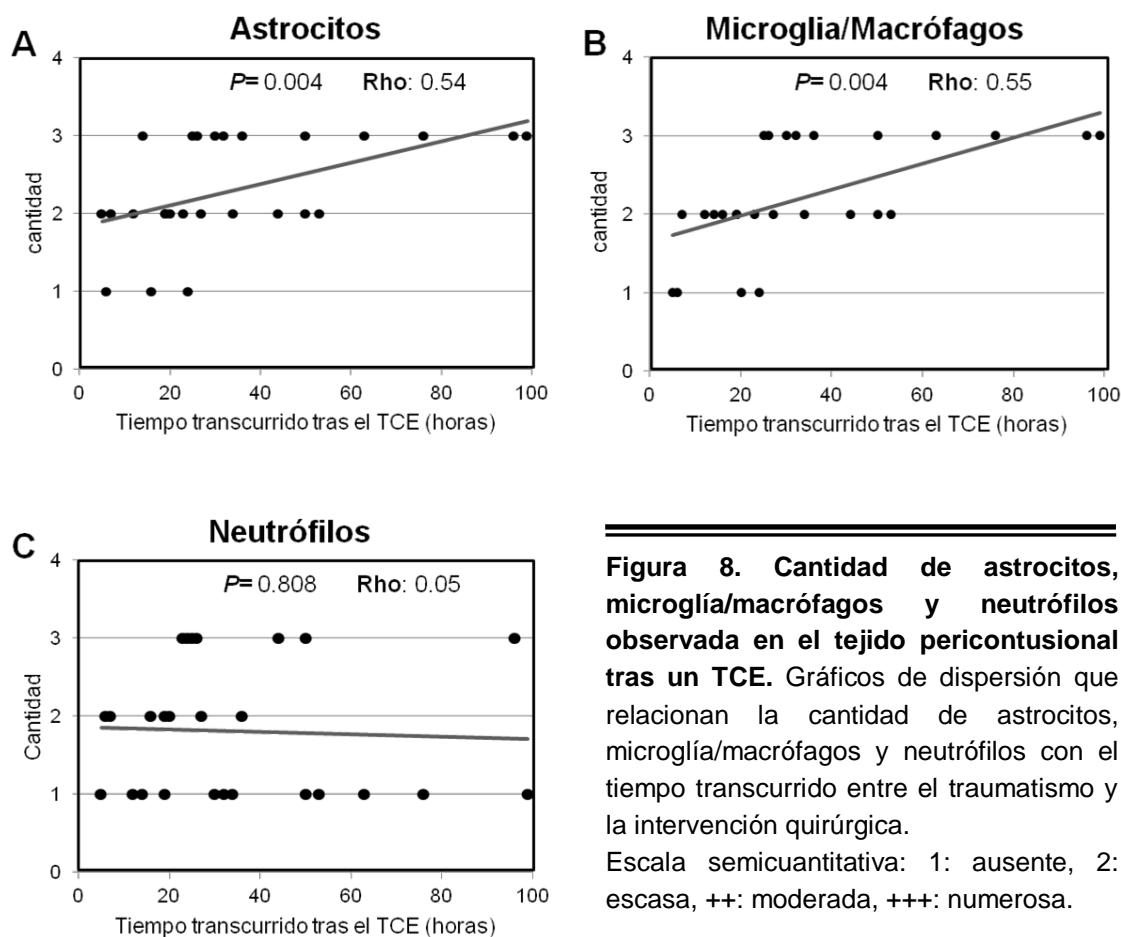 A
Astrocitos
P= 0.004 Rho: 0.54
4
3
2
1
0
cantidad
0 20 40 60 80 100
Tiempo transcurrido tras el TCE (horas)
B
Microglia/Macrófagos
P= 0.004 Rho: 0.55
4
3
2
1
0
cantidad
0 20 40 60 80 100
Tiempo transcurrido tras el TCE (horas)
C
Neutrófilos
P= 0.808 Rho: 0.05
4
3
2
1
0
Cantidad
0 20 40 60 80 100
Tiempo transcurrido tras el TCE (horas)
Figura 8. Cantidad de astrocitos,
microglía/macrófagos y neutrófilos
observada en el tejido pericontusional
tras un TCE. Gráficos de dispersión que
relacionan la cantidad de astrocitos,
microglía/macrófagos y neutrófilos con el
tiempo transcurrido entre el traumatismo y
la intervención quirúrgica.
Escala semicuantitativa: 1: ausente, 2:
escasa, ++: moderada, +++: numerosa.